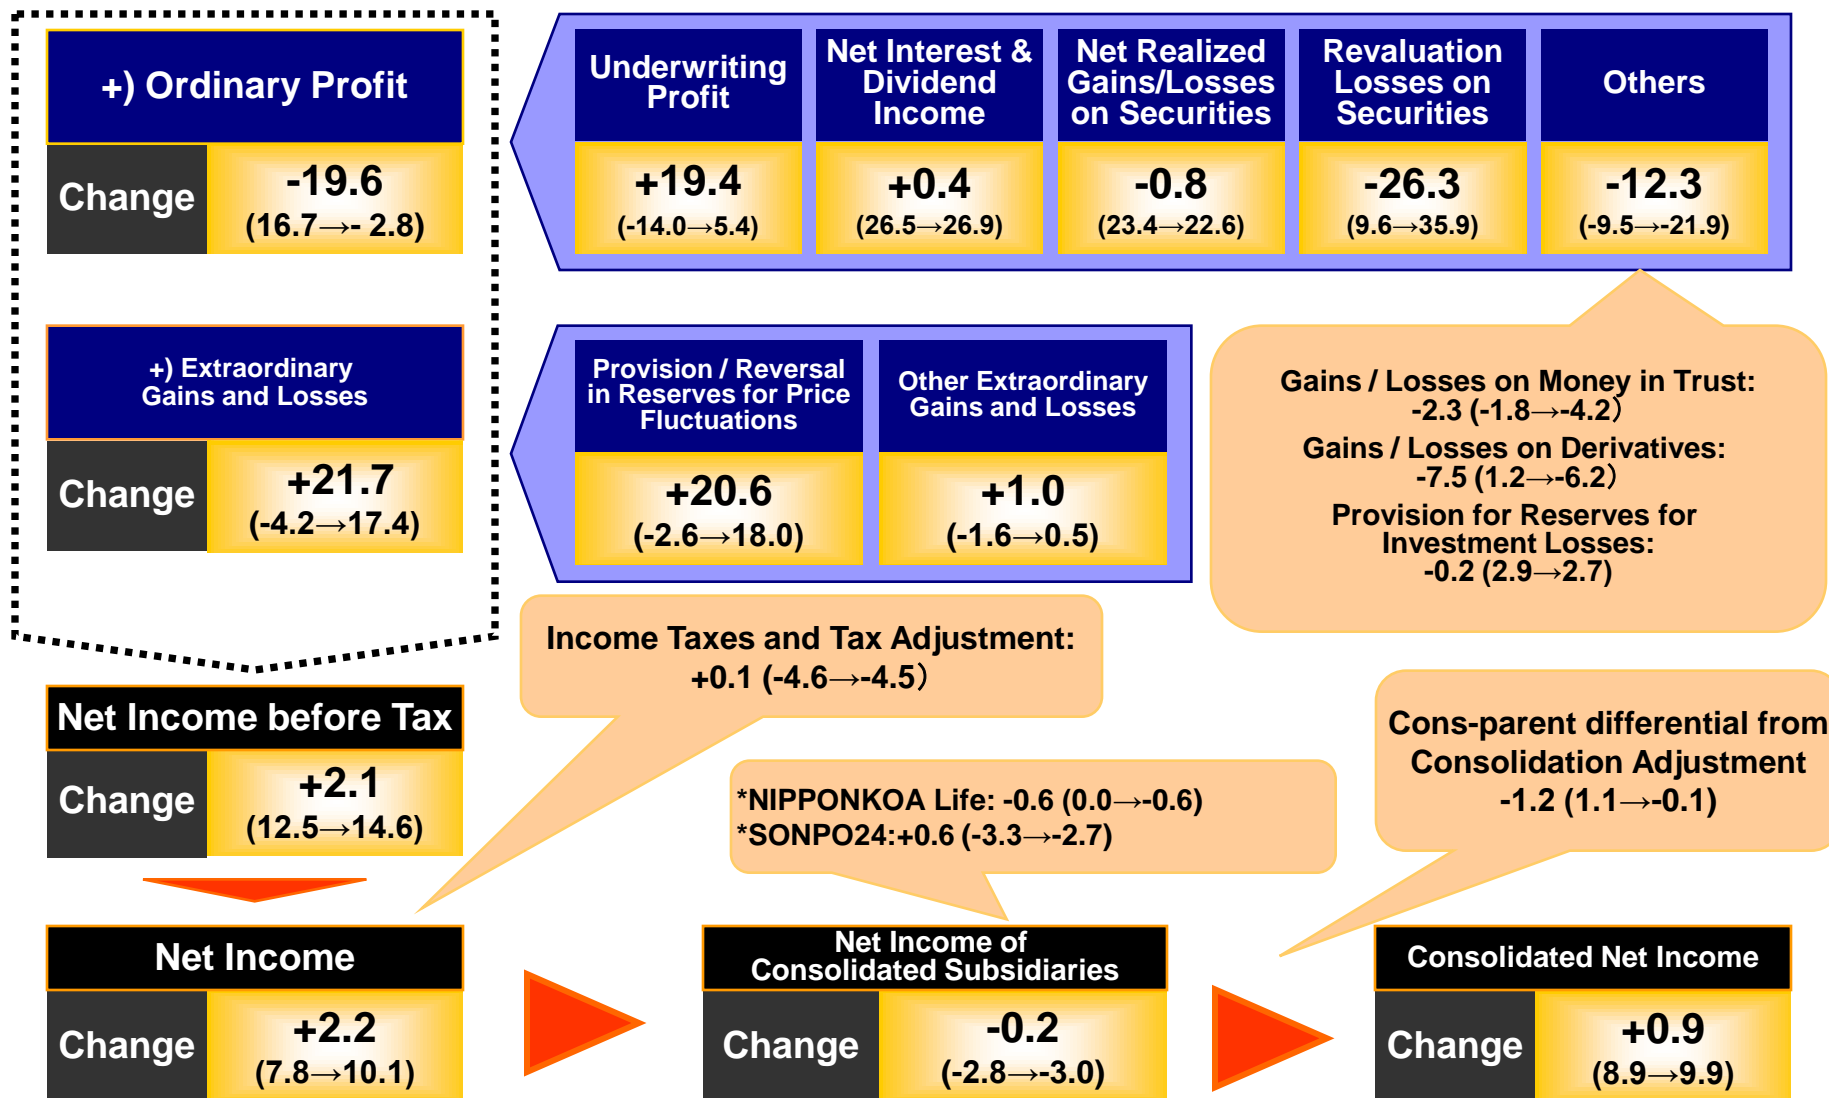 +) Ordinary Profit
Change
-19.6
(16.7→- 2.8)
Underwriting
Profit
+19.4
(-14.0→5.4)
Net Interest &
Dividend
Income
+0.4
(26.5→26.9)
Net Realized
Gains/Losses
on Securities
-0.8
(23.4→22.6)
Revaluation
Losses on
Securities
-26.3
(9.6→35.9)
Others
-12.3
(-9.5→-21.9)
+) Extraordinary
Gains and Losses
Change
+21.7
(-4.2→17.4)
Provision / Reversal
in Reserves for Price
Fluctuations
+20.6
(-2.6→18.0)
Other Extraordinary
Gains and Losses
+1.0
(-1.6→0.5)
Gains / Losses on Money in Trust:
-2.3 (-1.8→-4.2）
Gains / Losses on Derivatives:
-7.5 (1.2→-6.2）
Provision for Reserves for
Investment Losses:
-0.2 (2.9→2.7)
Income Taxes and Tax Adjustment:
+0.1 (-4.6→-4.5）
Net Income before Tax
Change
+2.1
(12.5→14.6)
*NIPPONKOA Life: -0.6 (0.0→-0.6)
*SONPO24:+0.6 (-3.3→-2.7)
Cons-parent differential from
Consolidation Adjustment
-1.2 (1.1→-0.1)
Net Income
Change
+2.2
(7.8→10.1)
Net Income of
Consolidated Subsidiaries
Change
-0.2
(-2.8→-3.0)
Consolidated Net Income
Change
+0.9
(8.9→9.9)